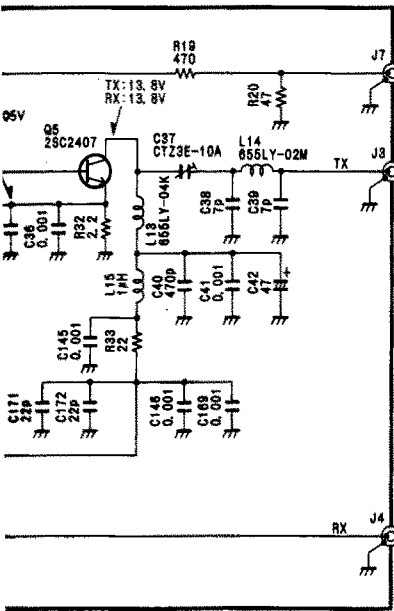 R19
470
J7
R20
47
TX:13.8V
RX:13.8V
05V
Q5
2SC2407
C37
CTZ3E-10A
L14
655LY-02M
TX
J3
C36
0.001
R32
2.2
L13
655LY-04K
C38
7p
C39
7p
L15
1μH
C40
470p
C41
0.001
C42
47
+
C145
0.001
R33
22
C171
22p
C172
22p
C146
0.001
C169
0.001
RX
J4